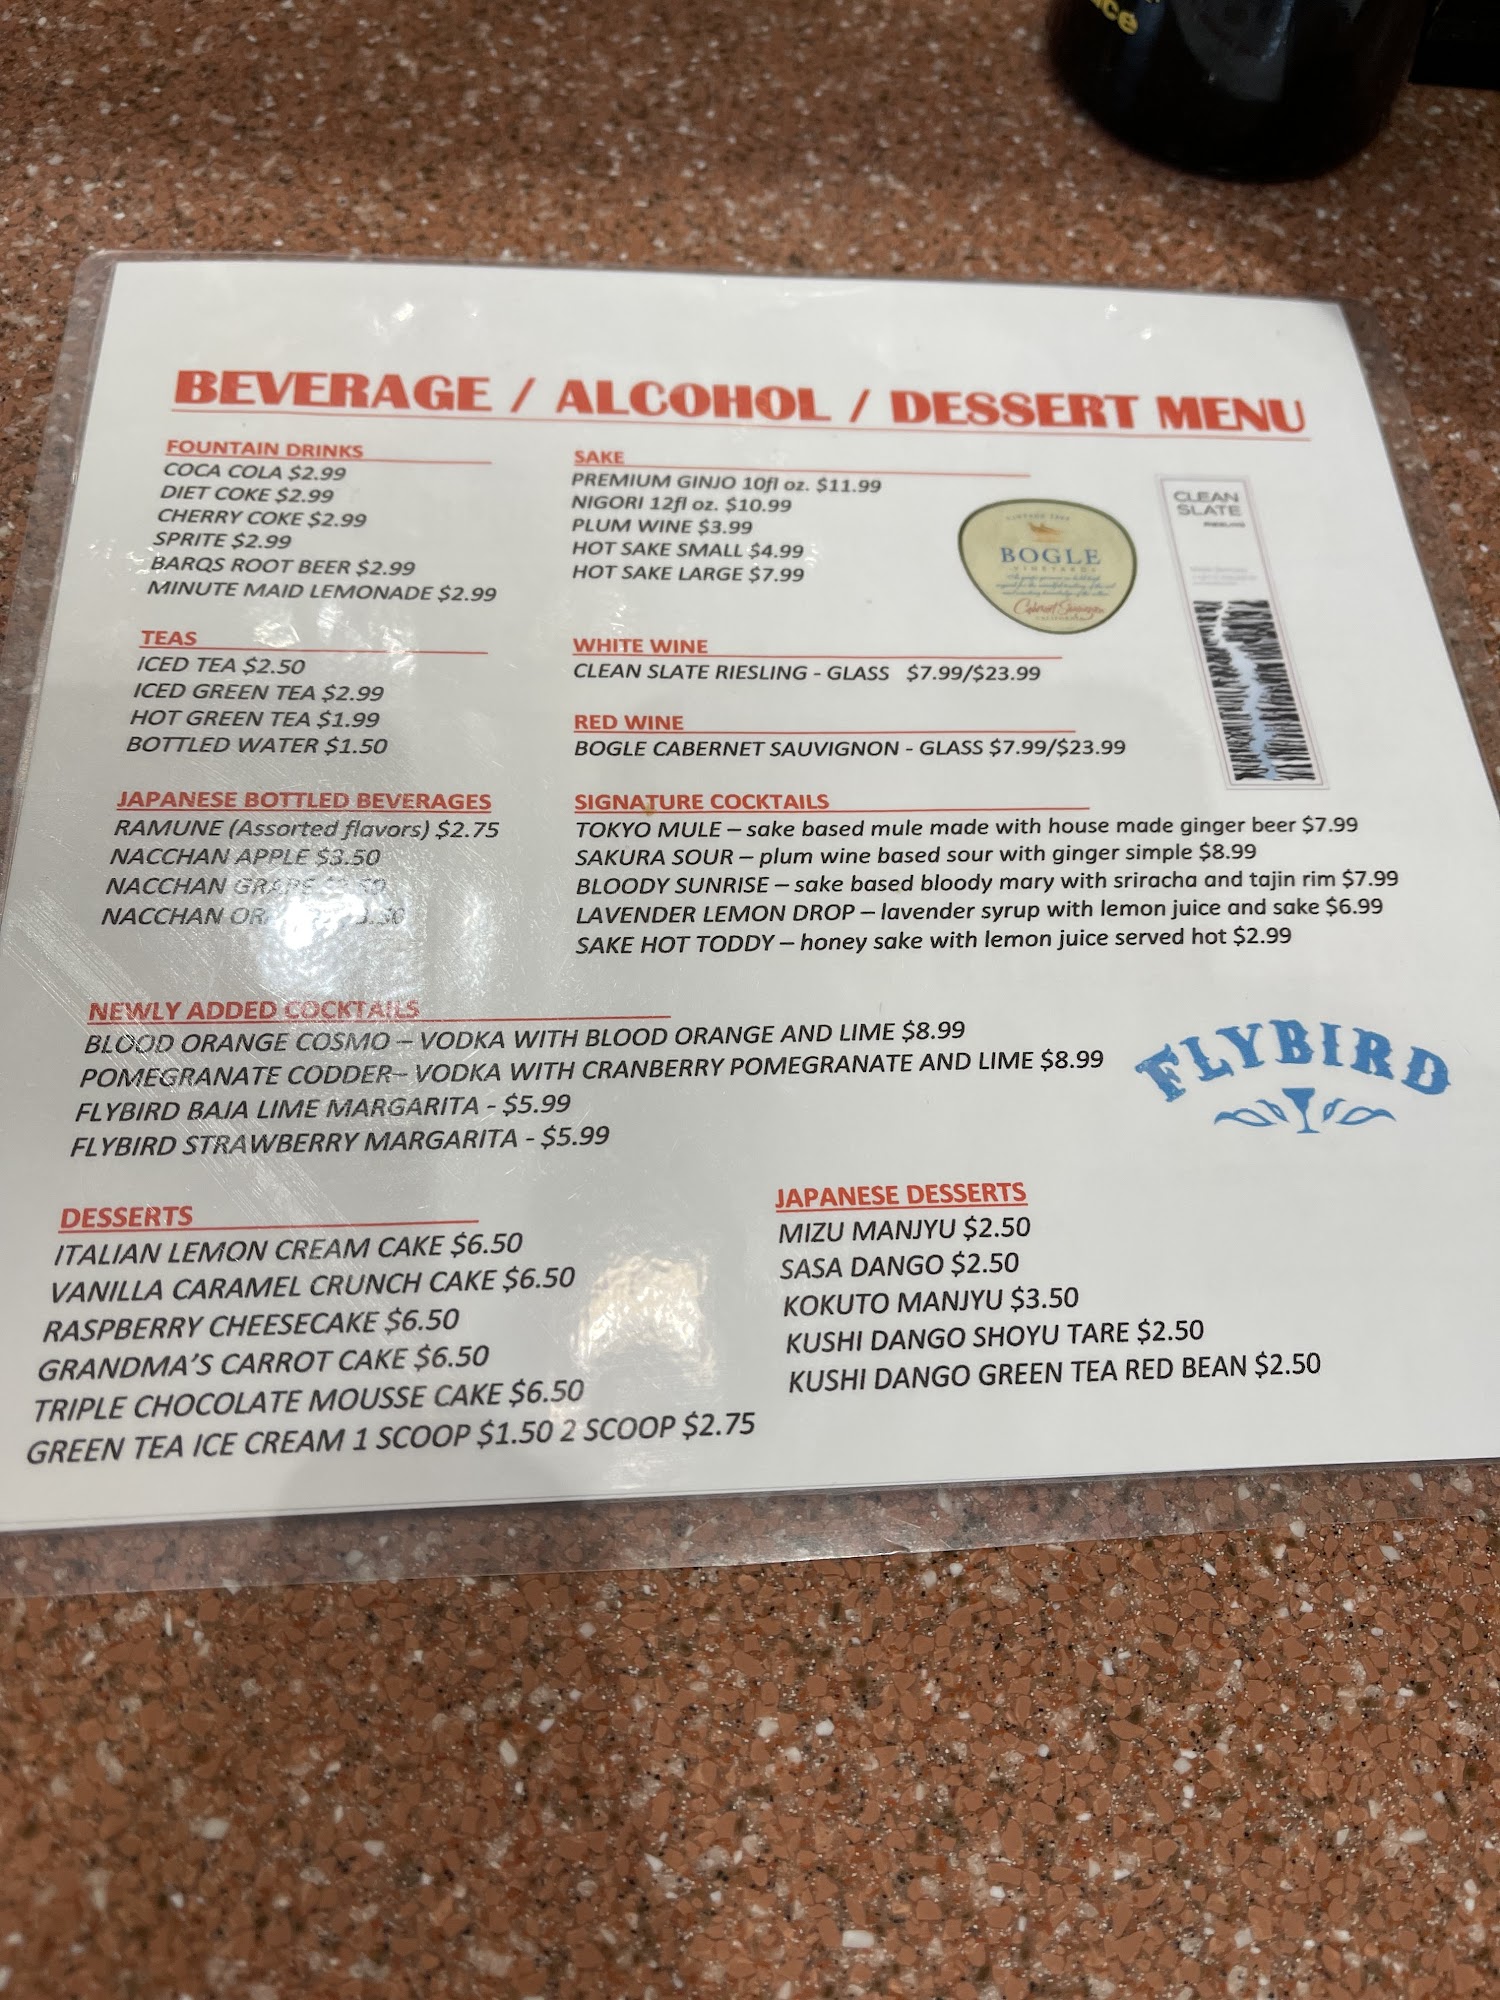 ce
BEVERAGE / ALCOHOL / DESSERT MENU
FOUNTAIN DRINKS
COCA COLA $2.99
DIET COKE $2.99
CHERRY COKE $2.99
SPRITE $2.99
BARQS ROOT BEER $2.99
MINUTE MAID LEMONADE $2.99
TEAS
ICED TEA $2.50
ICED GREEN TEA $2.99
HOT GREEN TEA $1.99
BOTTLED WATER $1.50
JAPANESE BOTTLED BEVERAGES
RAMUNE (Assorted flavors) $2.75
NACCHAN APPLE $3.50
NACCHAN GRAPE
NACCHAN
SAKE
PREMIUM GINJO 10fl oz. $11.99
NIGORI 12fl oz. $10.99
PLUM WINE $3.99
HOT SAKE SMALL $4.99
HOT SAKE LARGE $7.99
WHITE WINE
CLEAN SLATE RIESLING - GLASS $7.99/$23.99
RED WINE
BOGLE CABERNET SAUVIGNON - GLASS $7.99/$23.99
BOGLE
VINEYARDS
Cabernet Sauvignon
CALIFORNIA
CLEAN
SLATE
RIESLING
SIGNATURE COCKTAILS
TOKYO MULE – sake based mule made with house made ginger beer $7.99
SAKURA SOUR – plum wine based sour with ginger simple $8.99
BLOODY SUNRISE – sake based bloody mary with sriracha and tajin rim $7.99
LAVENDER LEMON DROP – lavender syrup with lemon juice and sake $6.99
SAKE HOT TODDY – honey sake with lemon juice served hot $2.99
NEWLY ADDED COCKTAILS
BLOOD ORANGE COSMO – VODKA WITH BLOOD ORANGE AND LIME $8.99
POMEGRANATE CODDER– VODKA WITH CRANBERRY POMEGRANATE AND LIME $8.99
FLYBIRD BAJA LIME MARGARITA - $5.99
FLYBIRD STRAWBERRY MARGARITA - $5.99
FLYBIRD
DESSERTS
ITALIAN LEMON CREAM CAKE $6.50
VANILLA CARAMEL CRUNCH CAKE $6.50
RASPBERRY CHEESECAKE $6.50
GRANDMA'S CARROT CAKE $6.50
TRIPLE CHOCOLATE MOUSSE CAKE $6.50
GREEN TEA ICE CREAM 1 SCOOP $1.50 2 SCOOP $2.75
JAPANESE DESSERTS
MIZU MANJYU $2.50
SASA DANGO $2.50
KOKUTO MANJYU $3.50
KUSHI DANGO SHOYU TARE $2.50
KUSHI DANGO GREEN TEA RED BEAN $2.50